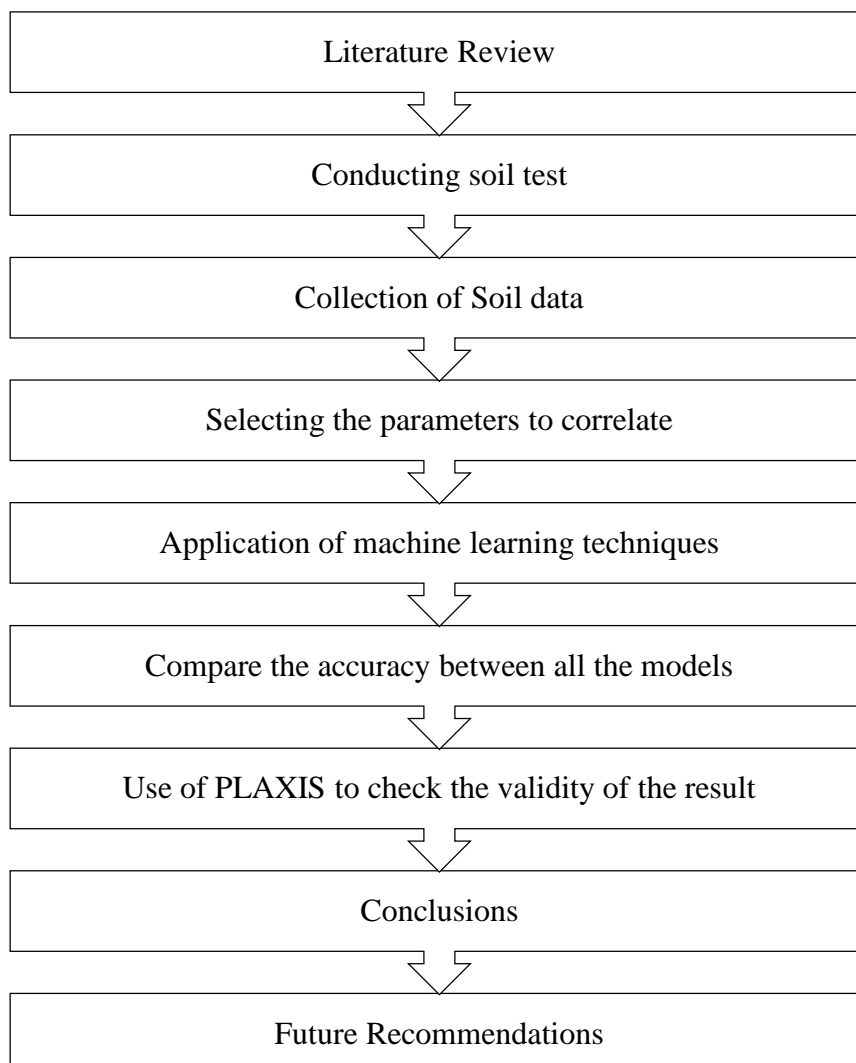 Literature Review
Conducting soil test
Collection of Soil data
Selecting the parameters to correlate
Application of machine learning techniques
Compare the accuracy between all the models
Use of PLAXIS to check the validity of the result
Conclusions
Future Recommendations